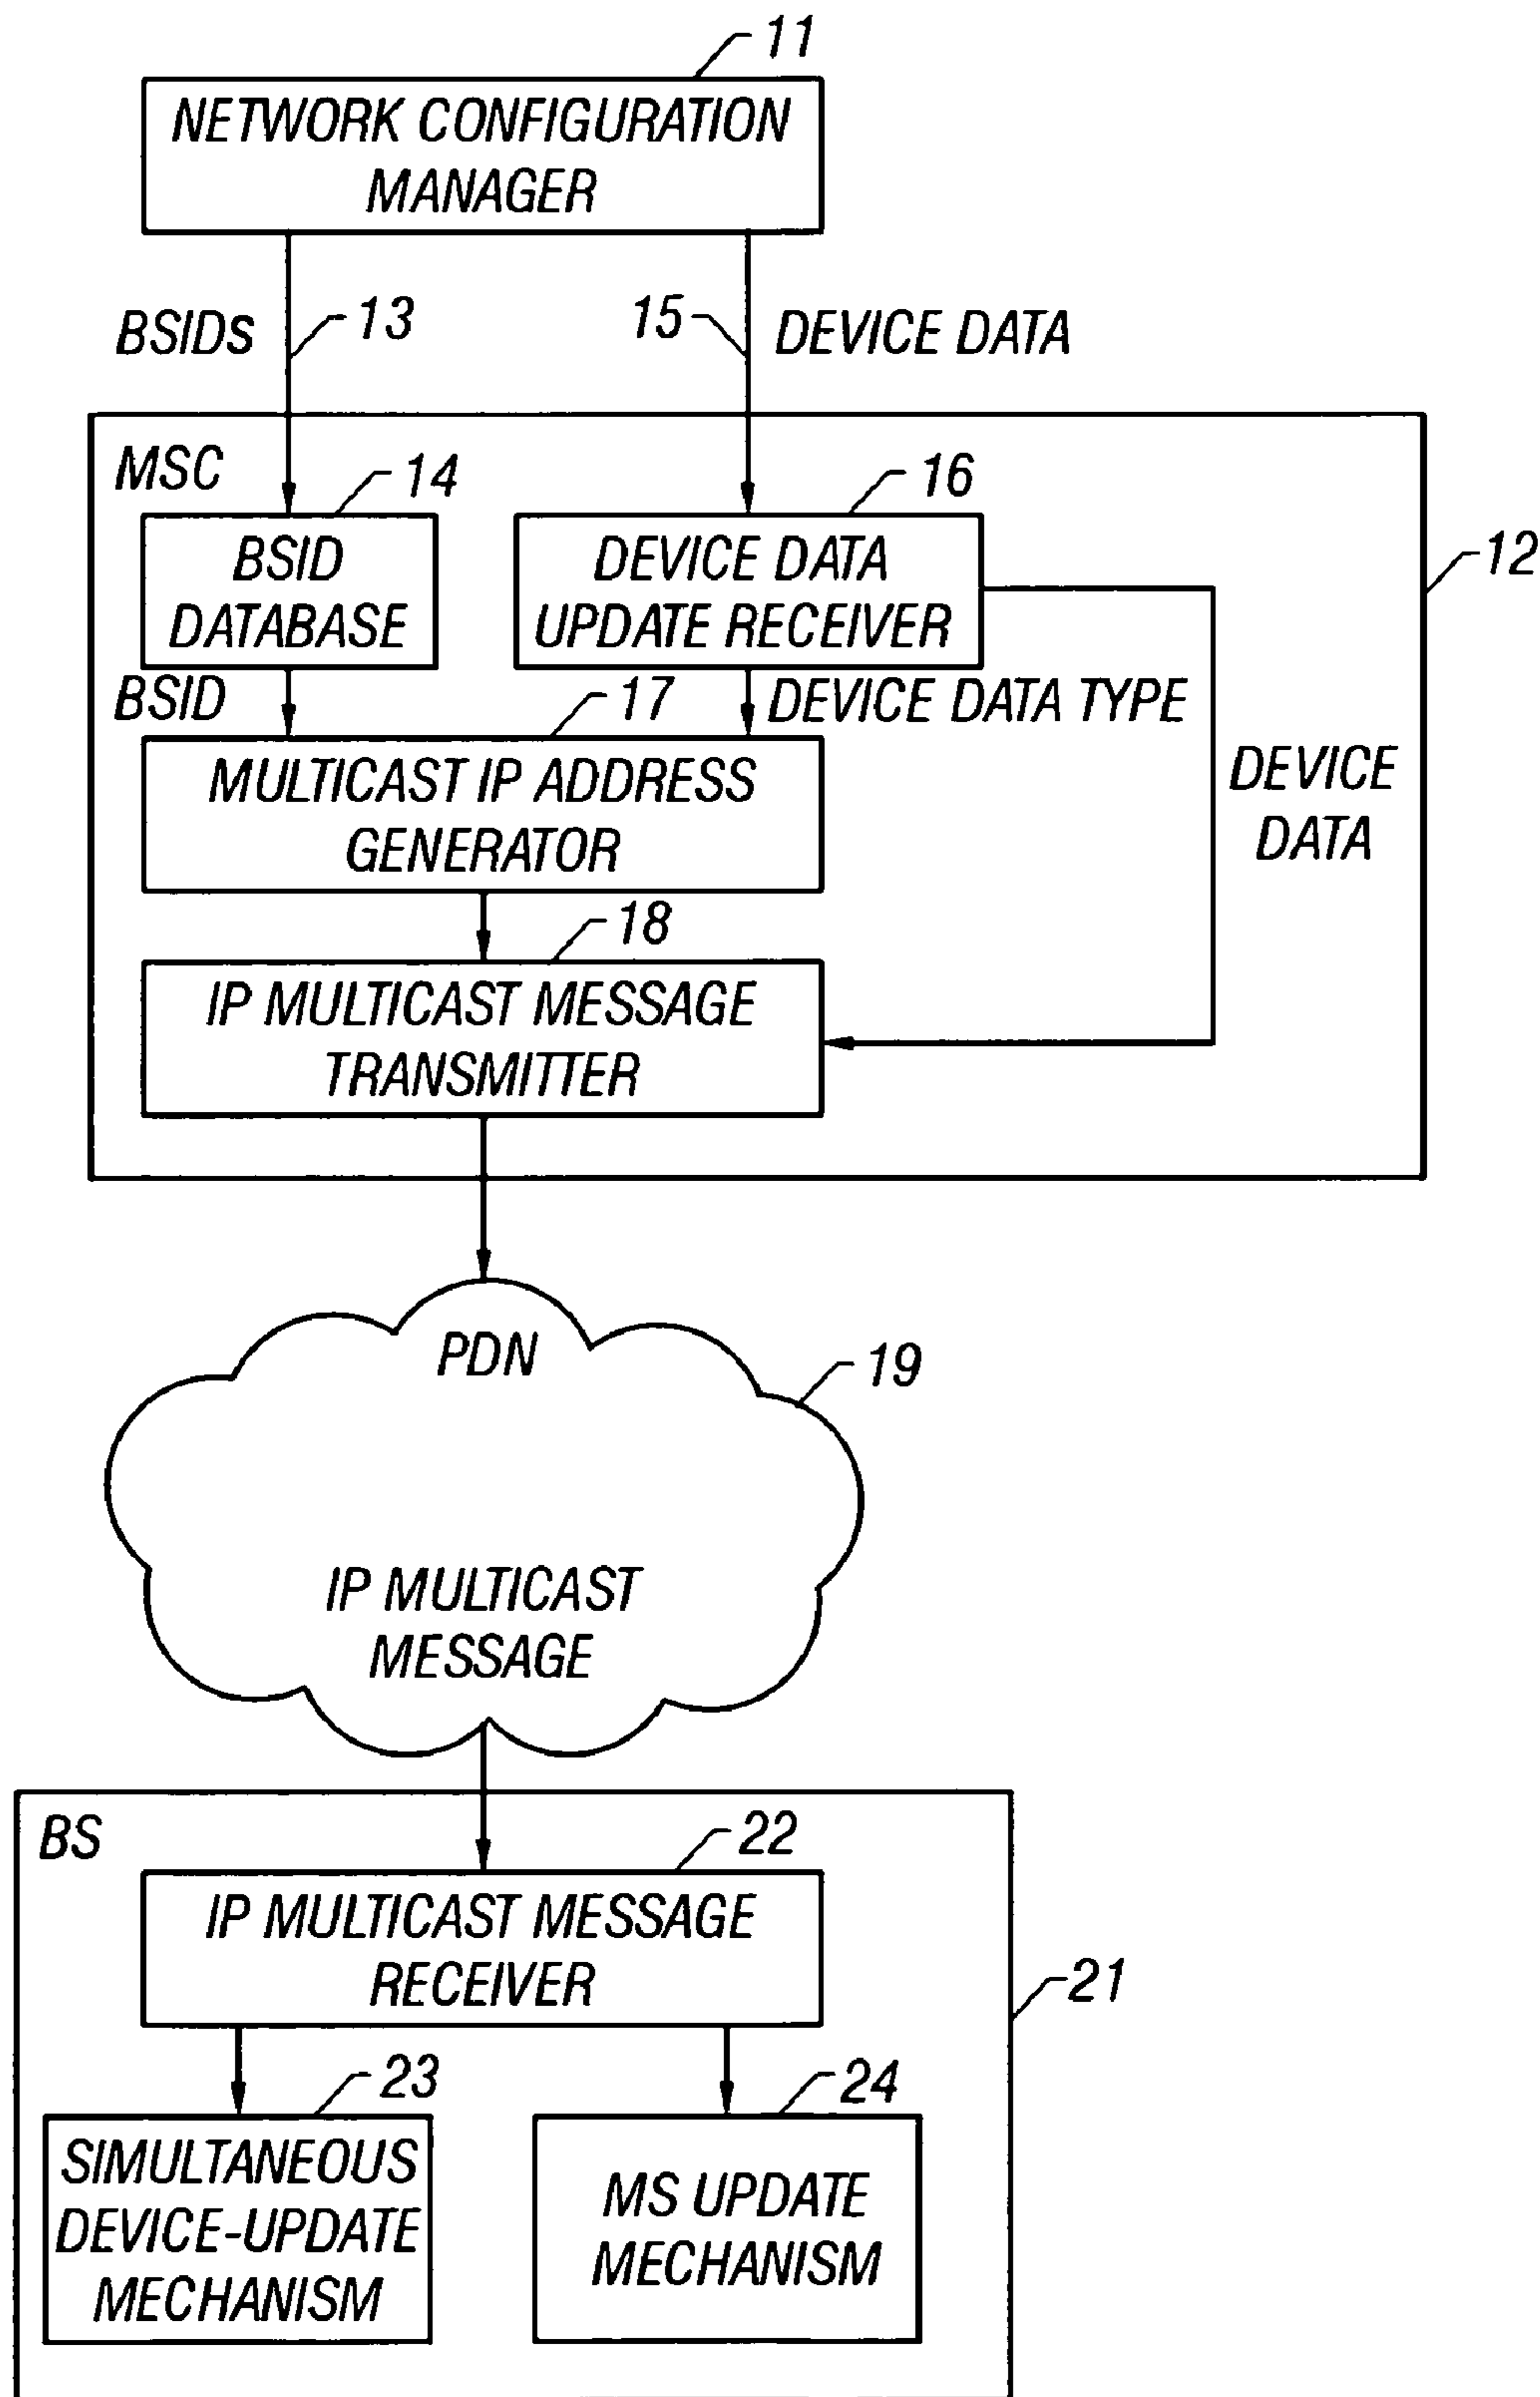 11
NETWORK CONFIGURATION
MANAGER
BSIDs
13
15
DEVICE DATA
MSC
14
16
12
BSID
DATABASE
DEVICE DATA
UPDATE RECEIVER
BSID
17
DEVICE DATA TYPE
DEVICE
DATA
MULTICAST IP ADDRESS
GENERATOR
18
IP MULTICAST MESSAGE
TRANSMITTER
PDN
19
IP MULTICAST
MESSAGE
BS
22
IP MULTICAST MESSAGE
RECEIVER
21
23
24
SIMULTANEOUS
DEVICE-UPDATE
MECHANISM
MS UPDATE
MECHANISM